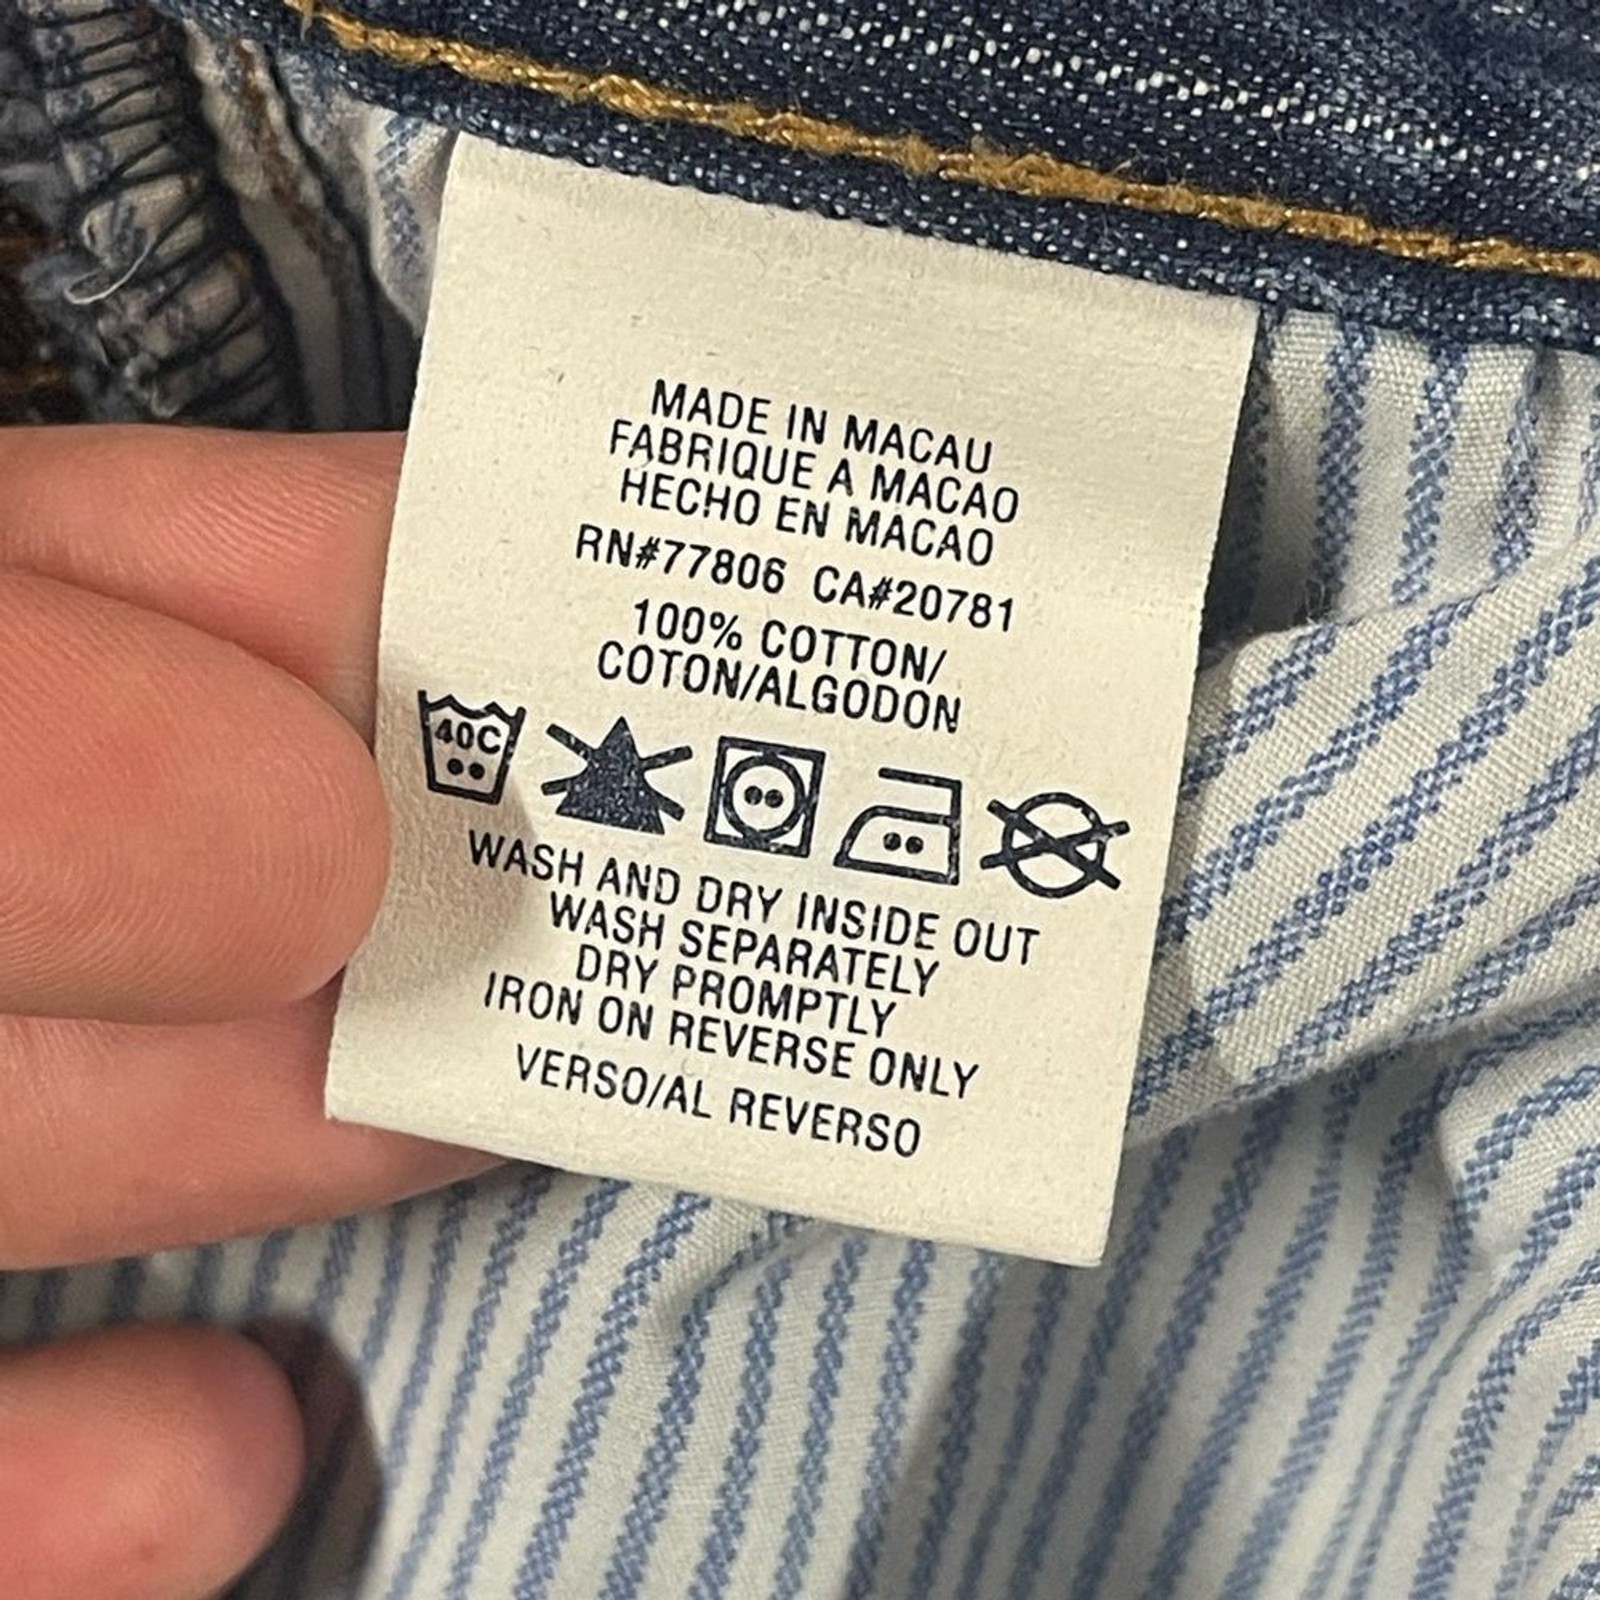 MADE IN MACAU
FABRIQUE A MACAO
HECHO EN MACAO
RN#77806 CA#20781
100% COTTON/
COTON/ALGODON
40C
WASH AND DRY INSIDE OUT
WASH SEPARATELY
DRY PROMPTLY
IRON ON REVERSE ONLY
VERSO/AL REVERSO